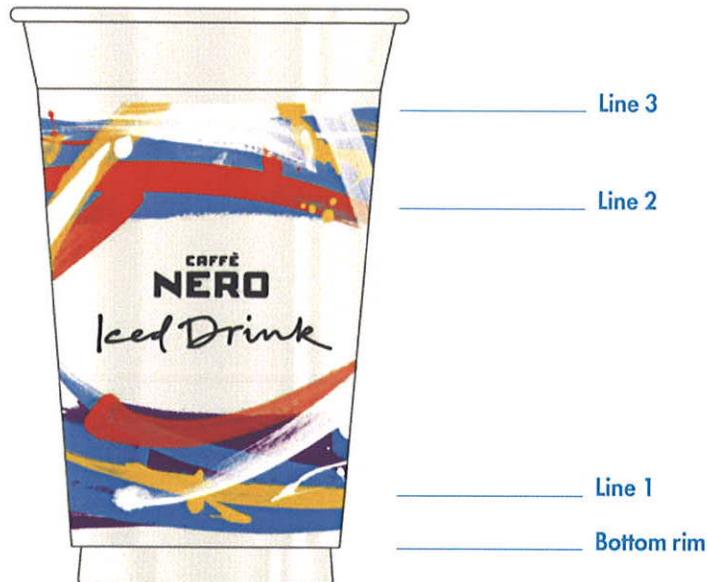 Line 3
Line 2
CAFFÈ
NERO
Iced Drink
Line 1
Bottom rim